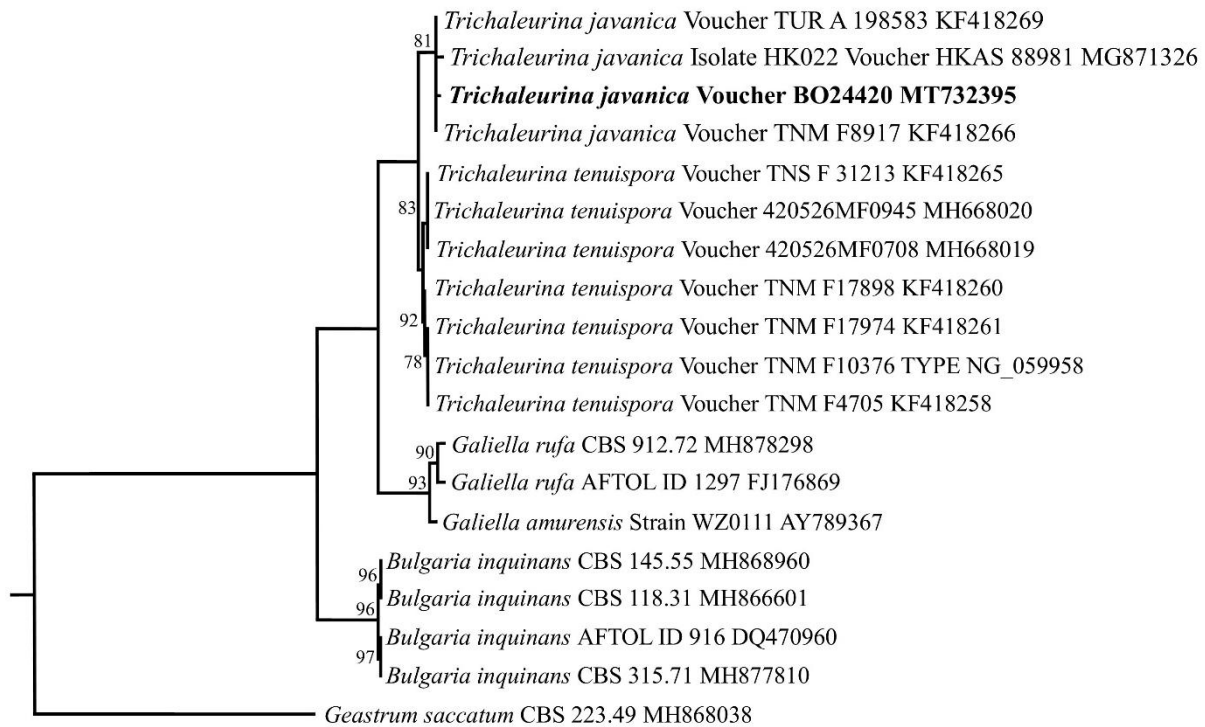 Trichaleurina javanica Voucher TUR A 198583 KF418269
81
Trichaleurina javanica Isolate HK022 Voucher HKAS 88981 MG871326
Trichaleurina javanica Voucher BO24420 MT732395
Trichaleurina javanica Voucher TNM F8917 KF418266
Trichaleurina tenuispora Voucher TNS F 31213 KF418265
83
Trichaleurina tenuispora Voucher 420526MF0945 MH668020
Trichaleurina tenuispora Voucher 420526MF0708 MH668019
Trichaleurina tenuispora Voucher TNM F17898 KF418260
92
Trichaleurina tenuispora Voucher TNM F17974 KF418261
78
Trichaleurina tenuispora Voucher TNM F10376 TYPE NG_059958
Trichaleurina tenuispora Voucher TNM F4705 KF418258
90
Galiella rufa CBS 912.72 MH878298
93
Galiella rufa AFTOL ID 1297 FJ176869
Galiella amurensis Strain WZ0111 AY789367
96
Bulgaria inquinans CBS 145.55 MH868960
96
Bulgaria inquinans CBS 118.31 MH866601
Bulgaria inquinans AFTOL ID 916 DQ470960
97
Bulgaria inquinans CBS 315.71 MH877810
Geastrum saccatum CBS 223.49 MH868038